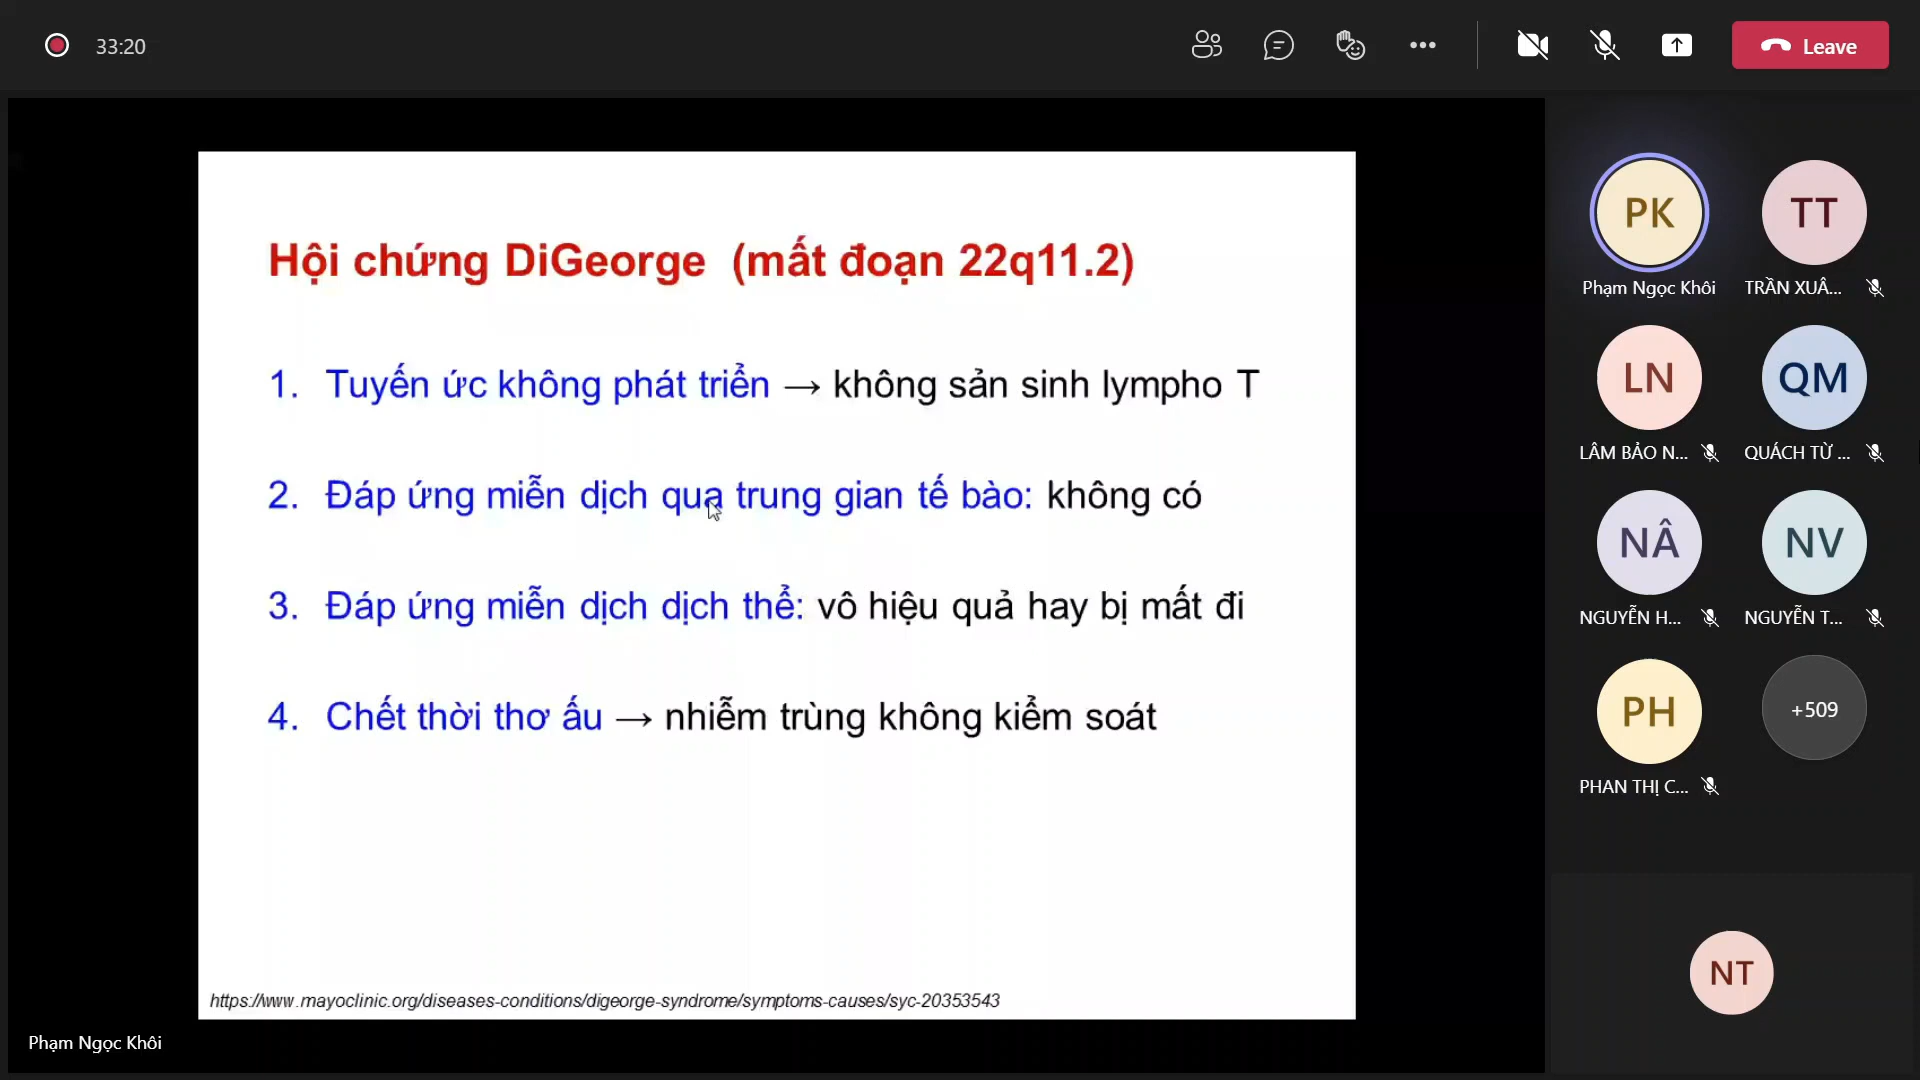 33:20
Leave
Hội chứng DiGeorge (mất đoạn 22q11.2)
1. Tuyến ức không phát triển → không sản sinh lympho T
2. Đáp ứng miễn dịch qua trung gian tế bào: không có
3. Đáp ứng miễn dịch dịch thể: vô hiệu quả hay bị mất đi
4. Chết thời thơ ấu → nhiễm trùng không kiểm soát
https://www.mayoclinic.org/diseases-conditions/digeorge-syndrome/symptoms-causes/syc-20353543
Phạm Ngọc Khôi
PK
TT
Phạm Ngọc Khôi
TRẦN XUÂ...
LN
QM
LÂM BẢO N...
QUÁCH TỪ ...
NÂ
NV
NGUYỄN H...
NGUYỄN T...
PH
+509
PHAN THỊ C...
NT